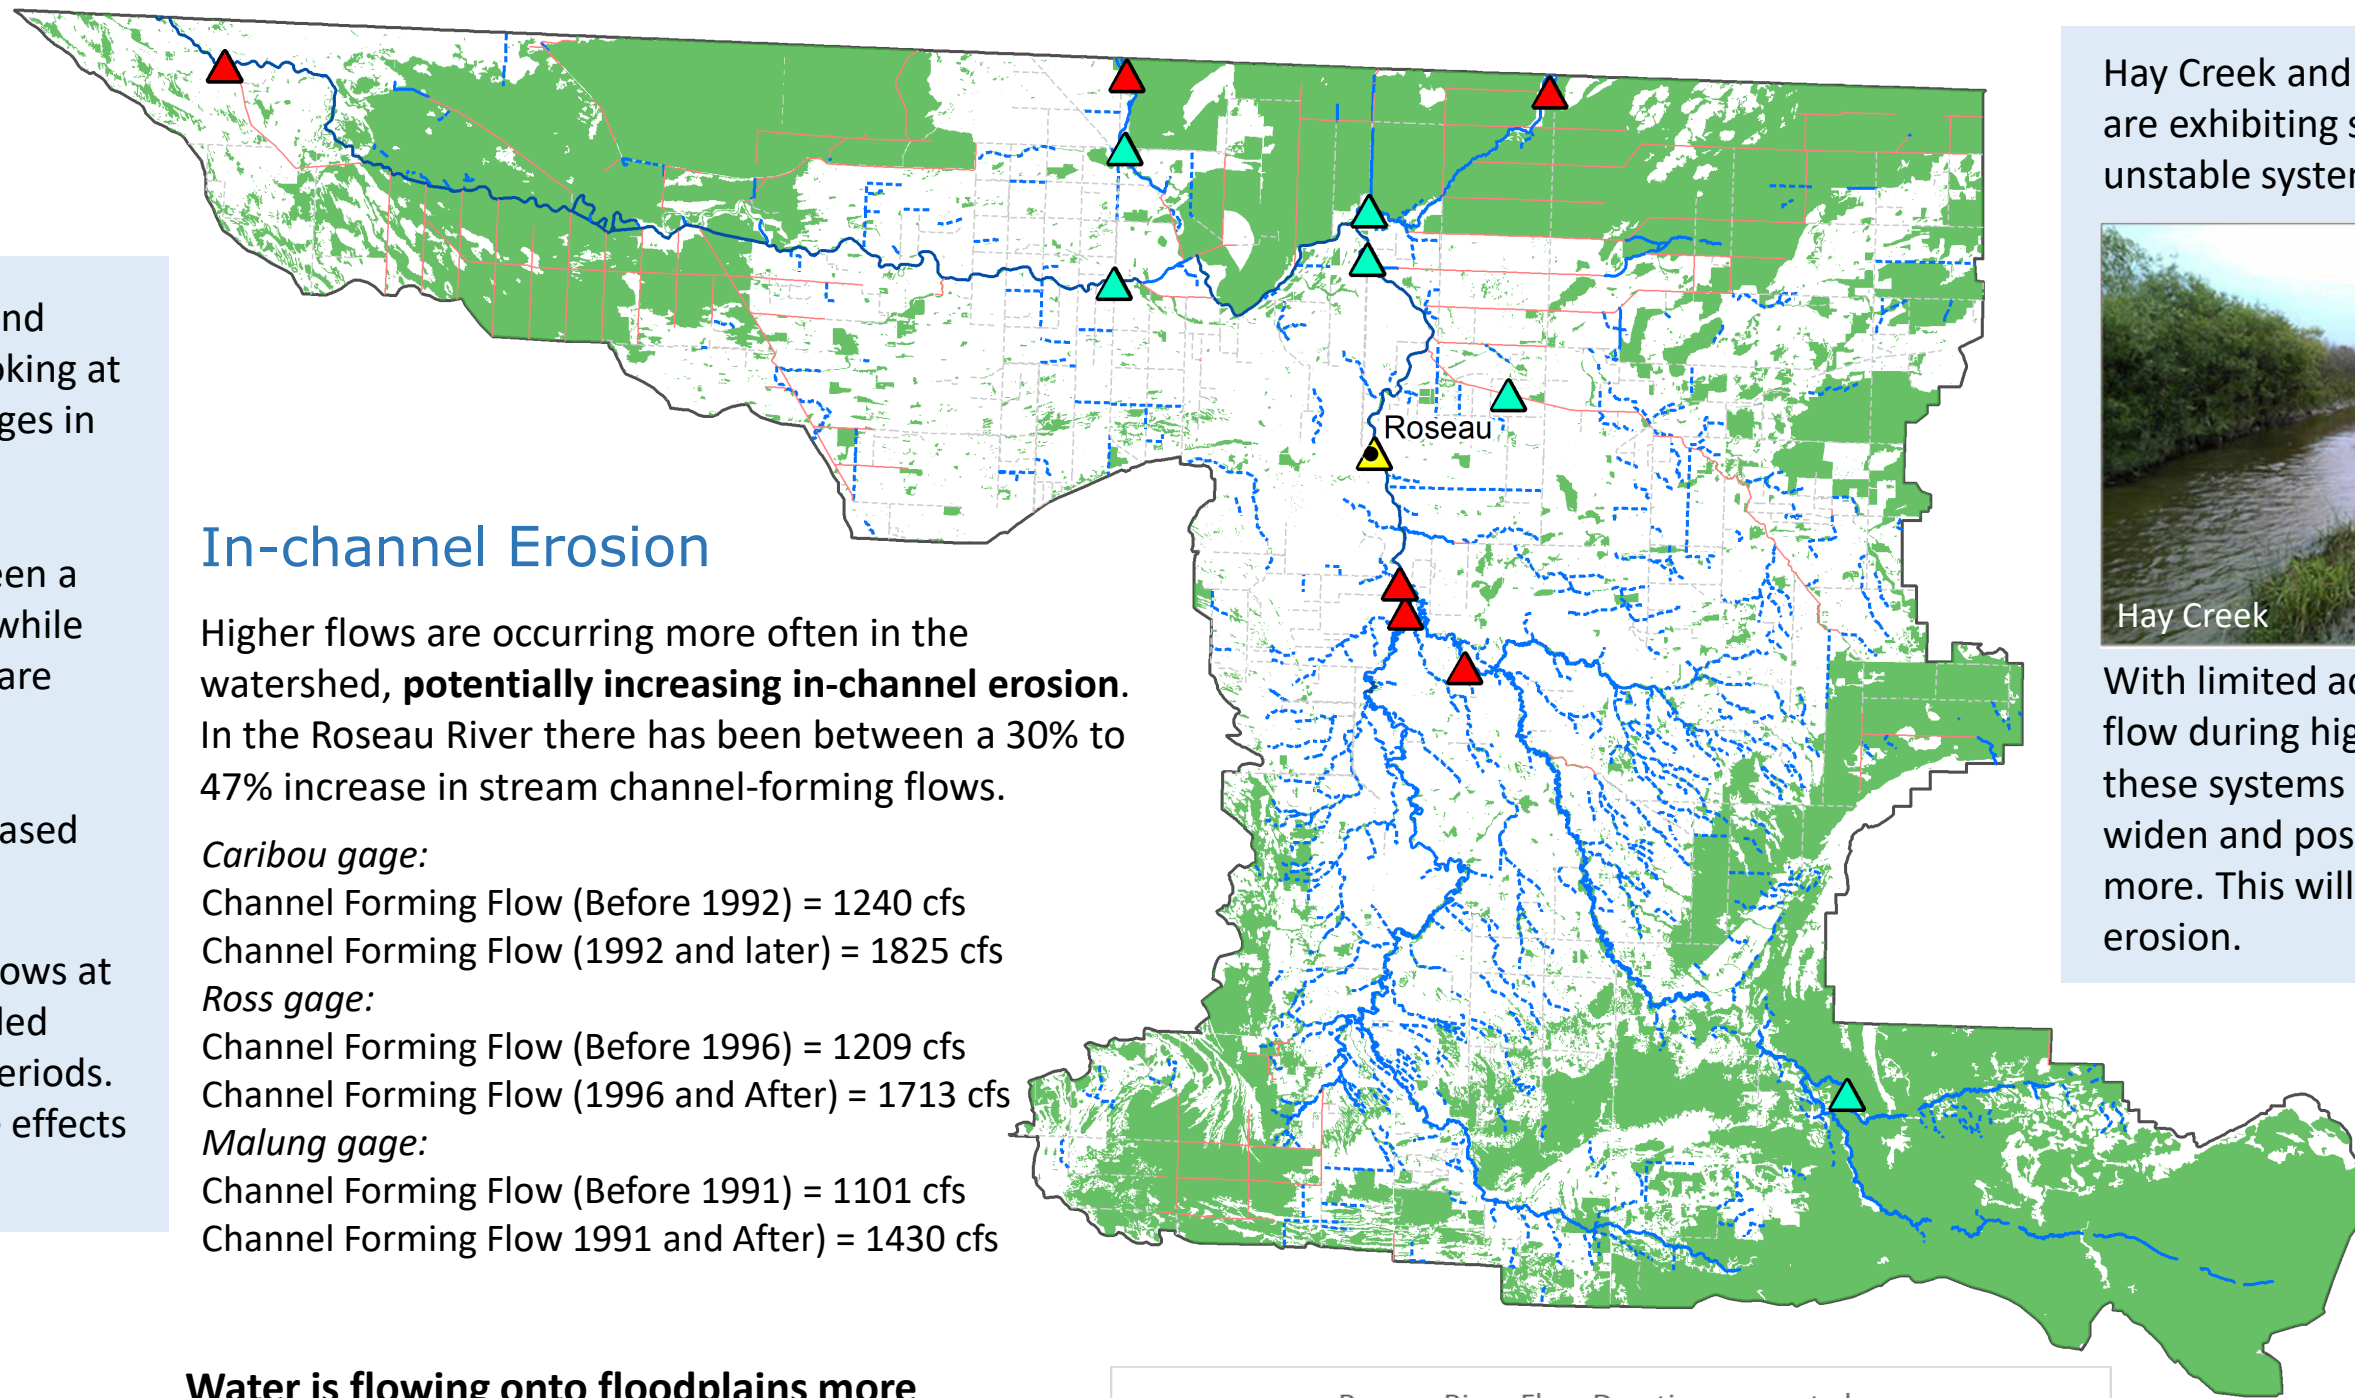 nd
oking at
ges in
een a
while
are
ased
ows at
led
eriods.
effects
In-channel Erosion
Higher flows are occurring more often in the
watershed, potentially increasing in-channel erosion.
In the Roseau River there has been between a 30% to
47% increase in stream channel-forming flows.
Caribou gage:
Channel Forming Flow (Before 1992) = 1240 cfs
Channel Forming Flow (1992 and later) = 1825 cfs
Ross gage:
Channel Forming Flow (Before 1996) = 1209 cfs
Channel Forming Flow (1996 and After) = 1713 cfs
Malung gage:
Channel Forming Flow (Before 1991) = 1101 cfs
Channel Forming Flow 1991 and After) = 1430 cfs
Water is flowing onto floodplains more
Roseau
Hay Creek and
are exhibiting s
unstable system
Hay Creek
With limited ac
flow during hig
these systems
widen and pos
more. This will
erosion.